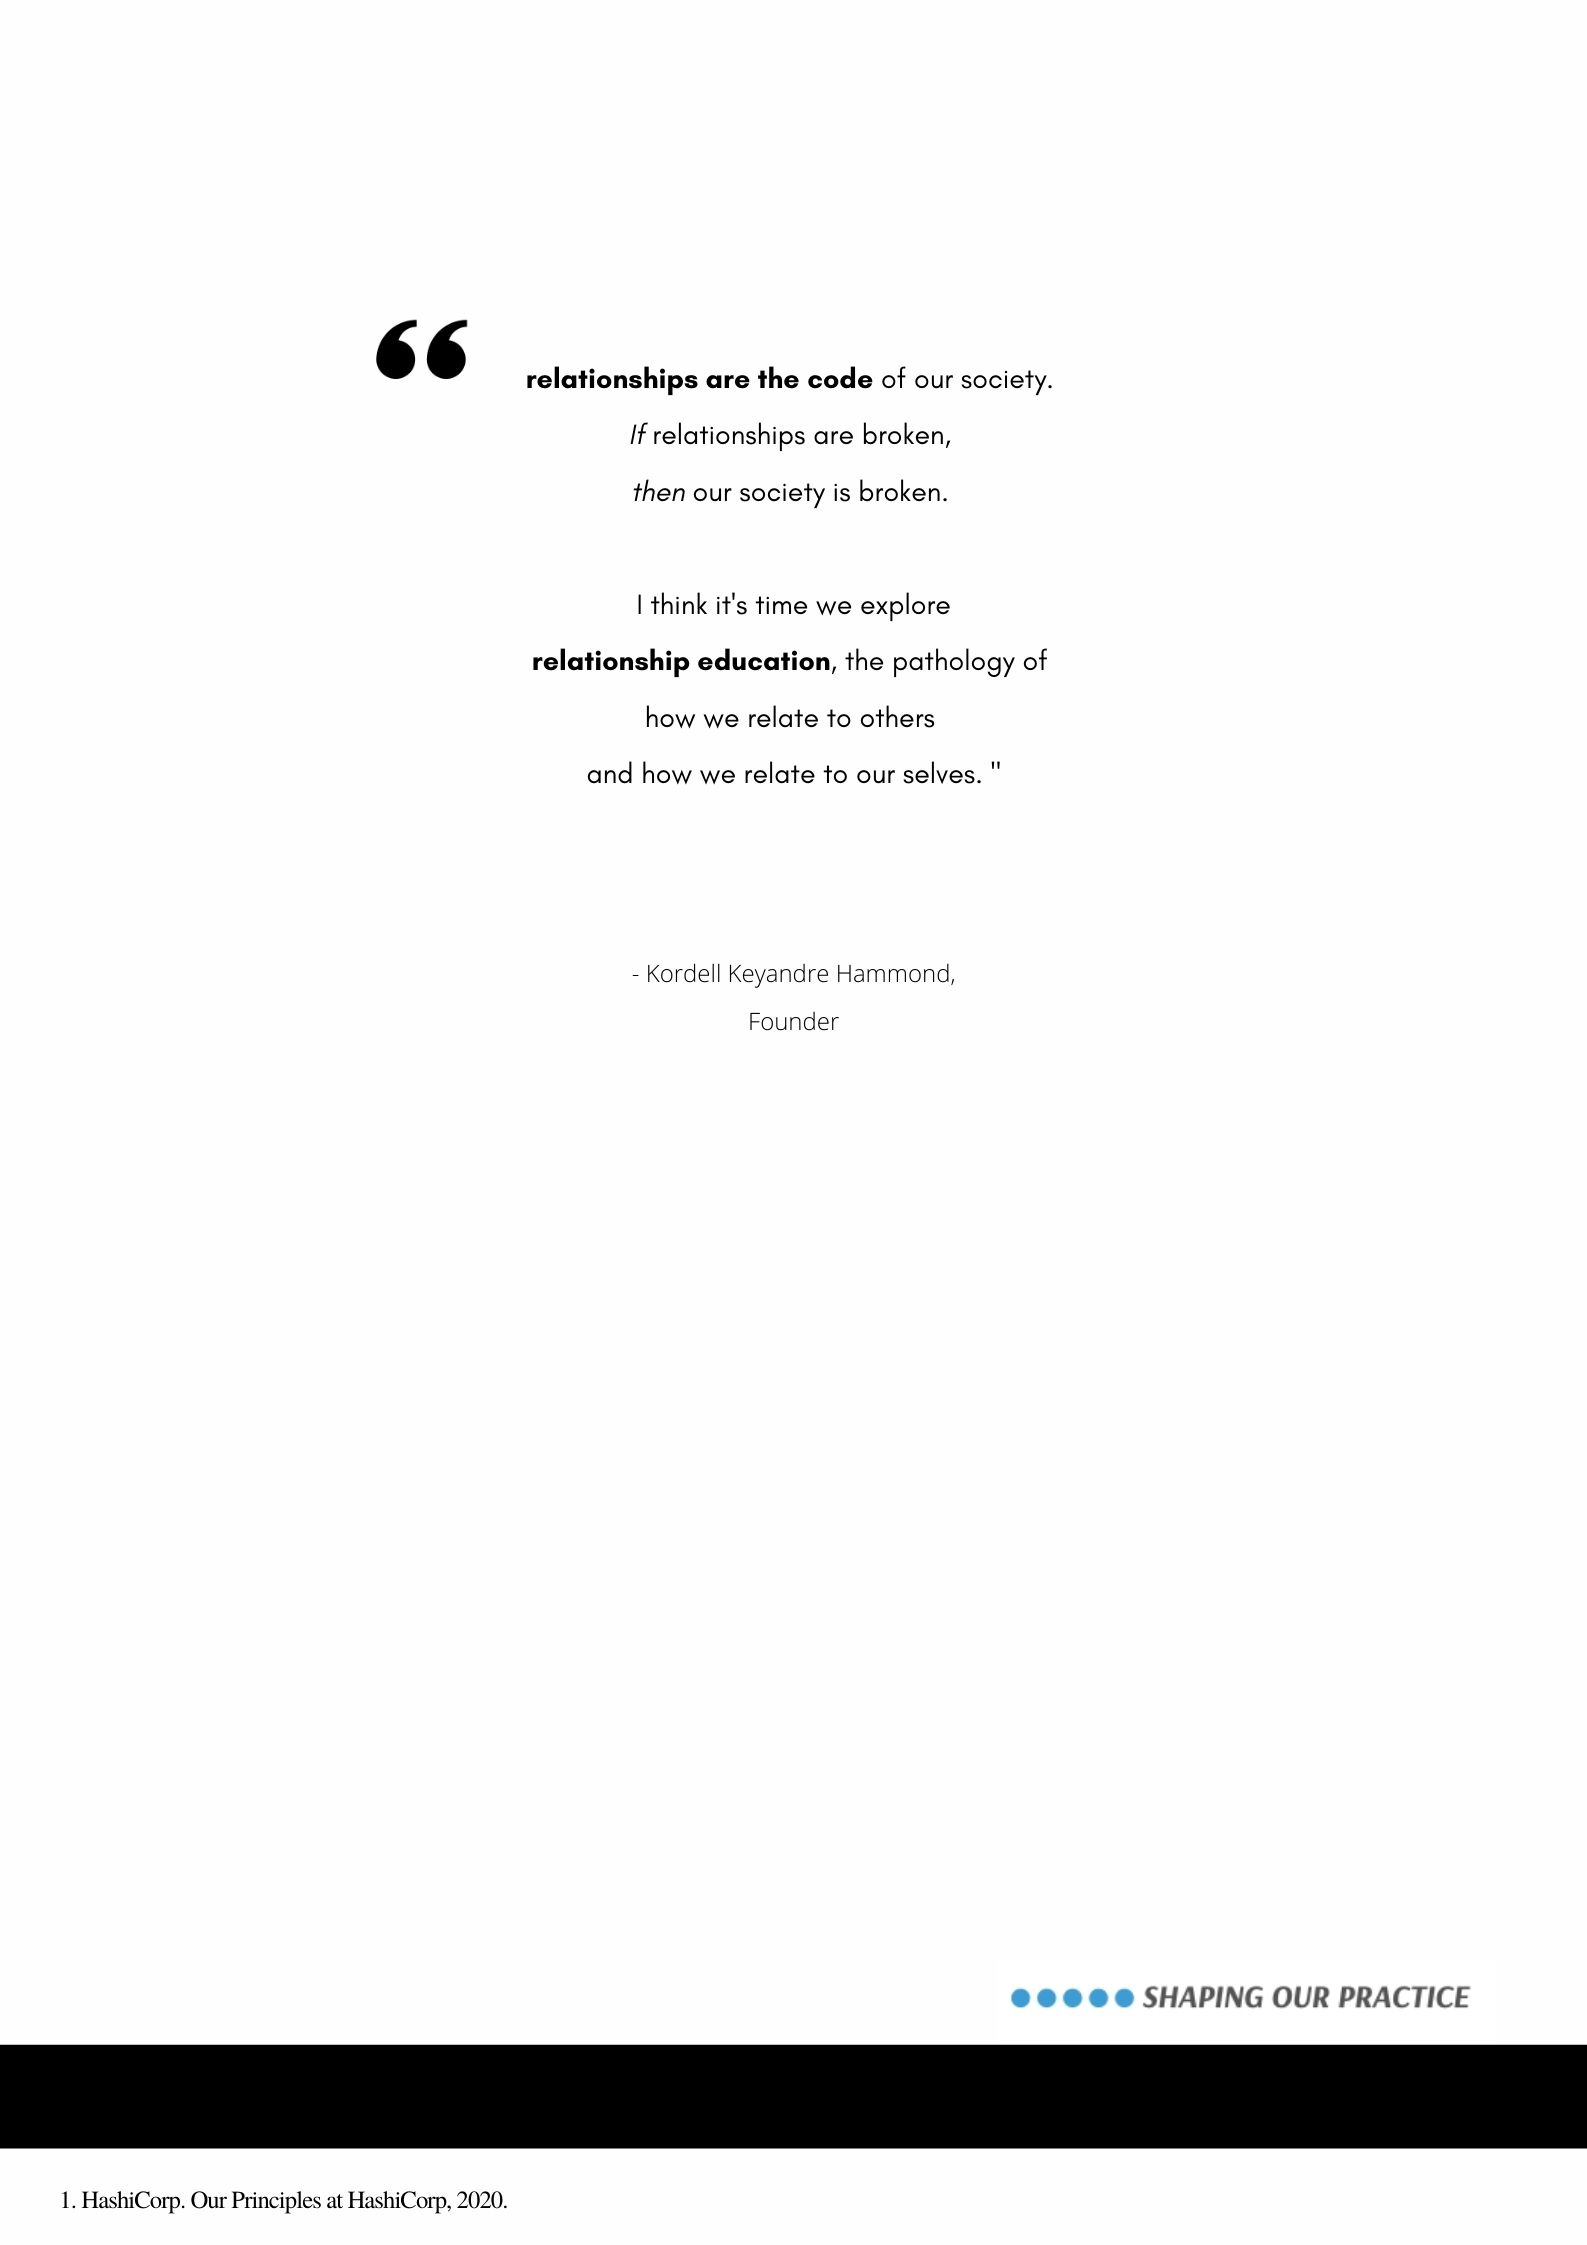 “ relationships are the code of our society.
If relationships are broken,
then our society is broken.
I think it's time we explore
relationship education, the pathology of
how we relate to others
and how we relate to our selves. "
- Kordell Keyandre Hammond,
Founder
SHAPING OUR PRACTICE
1. HashiCorp. Our Principles at HashiCorp, 2020.